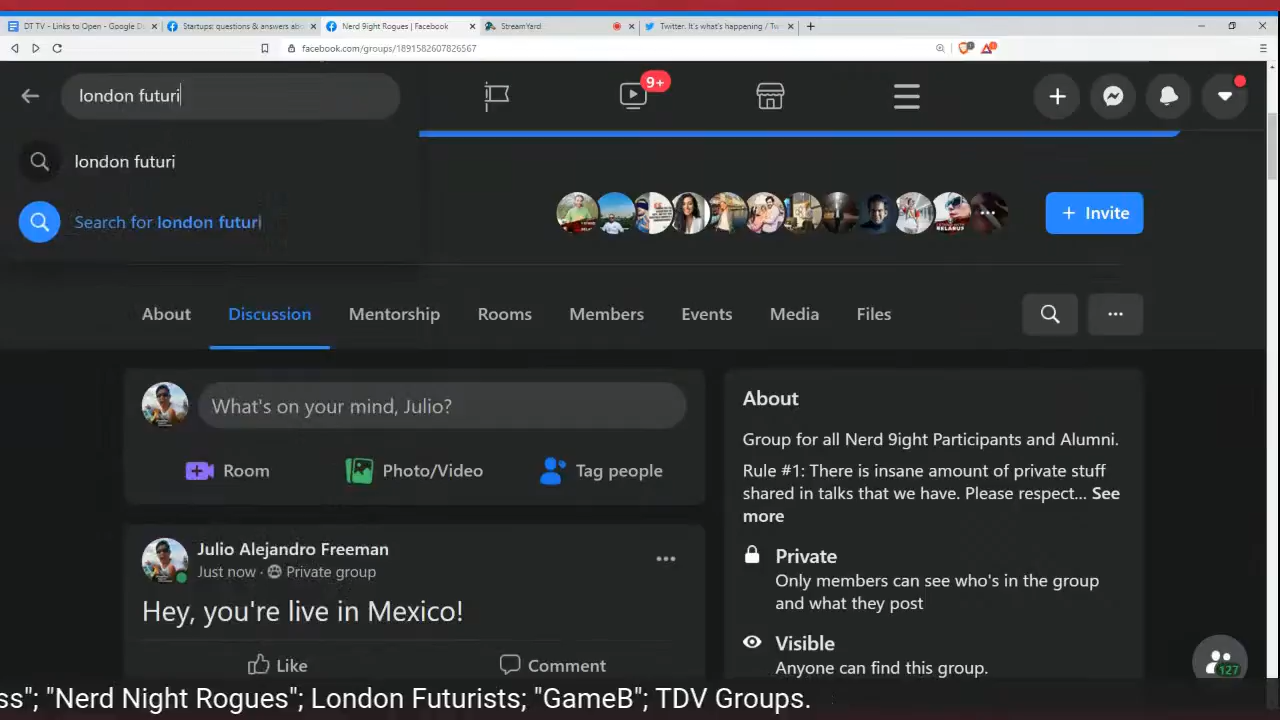 DT TV - Links to Open - Google D
Startups: questions & answers abo
Nerd 9ight Rogues | Facebook
StreamYard
Twitter. It's what's happening / Tw
facebook.com/groups/1891582607826567
london futuri
9+
london futuri
Search for london futuri
Invite
About
Discussion
Mentorship
Rooms
Members
Events
Media
Files
What's on your mind, Julio?
Room
Photo/Video
Tag people
About
Group for all Nerd 9ight Participants and Alumni.
Rule #1: There is insane amount of private stuff
shared in talks that we have. Please respect... See
more
Julio Alejandro Freeman
Just now · Private group
Hey, you're live in Mexico!
Like
Comment
Private
Only members can see who's in the group
and what they post
Visible
Anyone can find this group.
127
ss"; "Nerd Night Rogues"; London Futurists; "GameB"; TDV Groups.